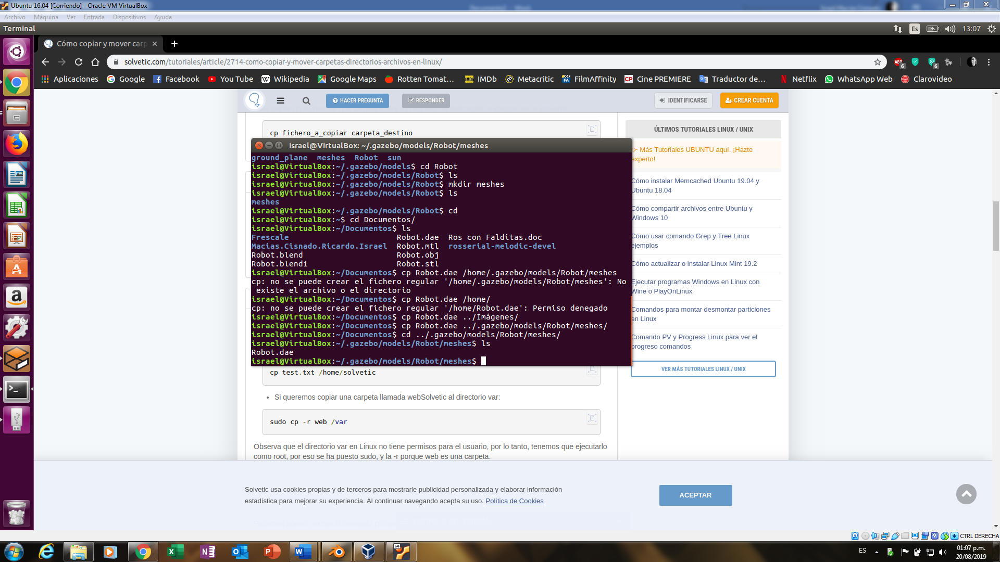 Ubuntu 16.04 [Corriendo] - Oracle VM VirtualBox
Archivo Máquina Ver Entrada Dispositivos Ayuda
Terminal
Es
13:07
Cómo copiar y mover carp
solvetic.com/tutoriales/article/2714-como-copiar-y-mover-carpetas-directorios-archivos-en-linux/
ABP 6 6
Aplicaciones Google Facebook You Tube Wikipedia Google Maps Rotten Tomat... IMDb Metacritic FilmAffinity Cine PREMIERE Traductor de... Netflix WhatsApp Web Clarovideo
HACER PREGUNTA RESPONDER IDENTIFICARSE CREAR CUENTA
cp fichero_a_copiar carpeta_destino
israel@VirtualBox: ~/.gazebo/models/Robot/meshes
ground_plane meshes Robot sun
israel@VirtualBox:~/.gazebo/models$ cd Robot
israel@VirtualBox:~/.gazebo/models/Robot$ ls
israel@VirtualBox:~/.gazebo/models/Robot$ mkdir meshes
israel@VirtualBox:~/.gazebo/models/Robot$ ls
meshes
israel@VirtualBox:~/.gazebo/models/Robot$ cd
israel@VirtualBox:~$ cd Documentos/
israel@VirtualBox:~/Documentos$ ls
Frescale Robot.dae Ros con Falditas.doc
Macias.Cisnado.Ricardo.Israel Robot.mtl rosserial-melodic-devel
Robot.blend Robot.obj
Robot.blend1 Robot.stl
israel@VirtualBox:~/Documentos$ cp Robot.dae /home/.gazebo/models/Robot/meshes
cp: no se puede crear el fichero regular '/home/.gazebo/models/Robot/meshes': No
existe el archivo o el directorio
israel@VirtualBox:~/Documentos$ cp Robot.dae /home/
cp: no se puede crear el fichero regular '/home/Robot.dae': Permiso denegado
israel@VirtualBox:~/Documentos$ cp Robot.dae ../Imágenes/
israel@VirtualBox:~/Documentos$ cp Robot.dae ../.gazebo/models/Robot/meshes/
israel@VirtualBox:~/Documentos$ cd ../.gazebo/models/Robot/meshes/
israel@VirtualBox:~/.gazebo/models/Robot/meshes$ ls
Robot.dae
israel@VirtualBox:~/.gazebo/models/Robot/meshes$
cp test.txt /home/solvetic
Si queremos copiar una carpeta llamada webSolvetic al directorio var:
sudo cp -r web /var
Observa que el directorio var en Linux no tiene permisos para el usuario, por lo tanto, tenemos que ejecutarlo
como root, por eso se ha puesto sudo, y la -r porque web es una carpeta.
ÚLTIMOS TUTORIALES LINUX / UNIX
Más Tutoriales UBUNTU aquí. ¡Hazte
experto!
Cómo instalar Memcached Ubuntu 19.04 y
Ubuntu 18.04
Cómo compartir archivos entre Ubuntu y
Windows 10
Cómo usar comando Grep y Tree Linux
ejemplos
Cómo actualizar o instalar Linux Mint 19.2
Ejecutar programas Windows en Linux con
Wine o PlayOnLinux
Comandos para montar desmontar particiones
en Linux
Comando PV y Progress Linux para ver el
progreso comandos
VER MÁS TUTORIALES LINUX / UNIX
Solvetic usa cookies propias y de terceros para mostrarle publicidad personalizada y elaborar información
estadística para mejorar su experiencia. Al continuar navegando acepta su uso. Política de Cookies
ACEPTAR
CTRL DERECHA
ES
01:07 p.m.
20/08/2019